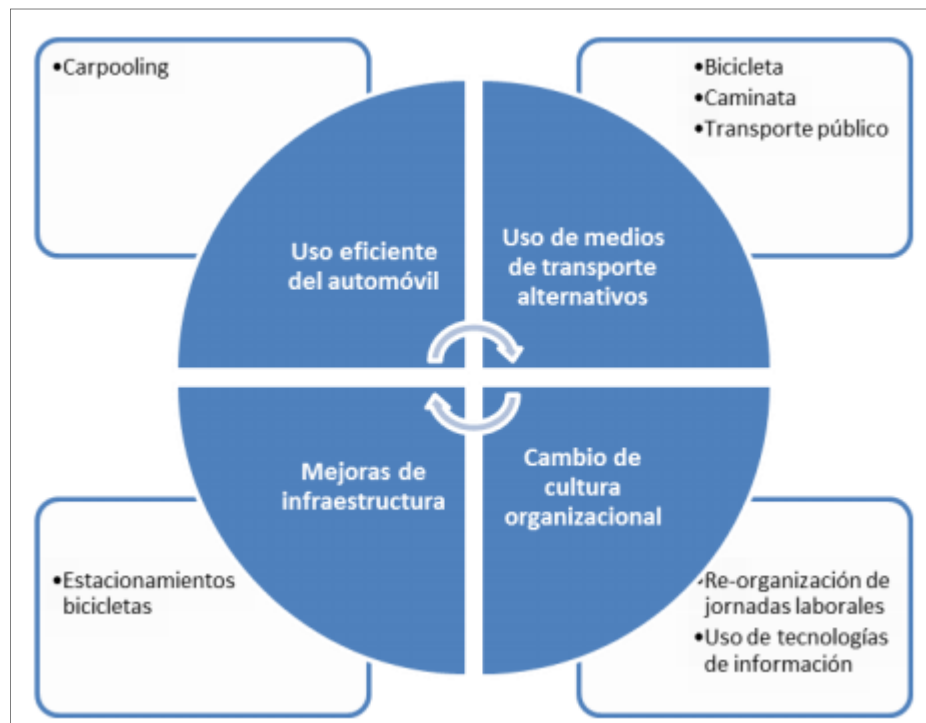 •Carpooling
•Bicicleta
•Caminata
•Transporte público
Uso eficiente
del automóvil
Uso de medios
de transporte
alternativos
Mejoras de
infraestructura
Cambio de
cultura
organizacional
•Estacionamientos
bicicletas
•Re-organización de
jornadas laborales
•Uso de tecnologías
de información